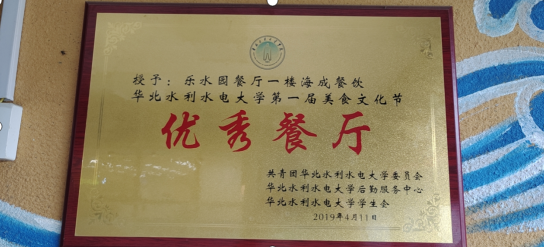 授予：乐水园餐厅一楼海成餐饮
华北水利水电大学第一届美食文化节
优秀餐厅
共青团华北水利水电大学委员会
华北水利水电大学后勤服务中心
华北水利水电大学学生会
2019年4月11日